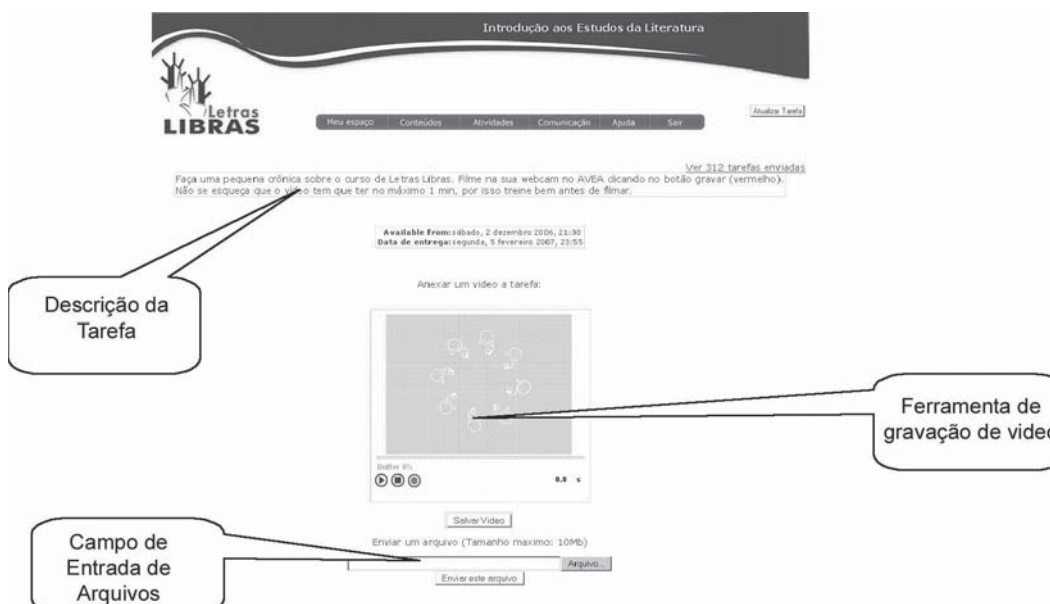 Introdução aos Estudos da Literatura
Letras
LIBRAS
Meu espaço Conteúdos Atividades Comunicação Ajuda Sair
Atualizar Tarefa
Ver 312 tarefas enviadas
Faça uma pequena crônica sobre o curso de Letras Libras. Filme na sua webcam no AVEA clicando no botão gravar (vermelho).
Não se esqueça que o vídeo tem que ter no máximo 1 min, por isso treine bem antes de filmar.
Available from: sábado, 2 dezembro 2006, 21:30
Data de entrega: segunda, 5 fevereiro 2007, 23:55
Descrição da
Tarefa
Anexar um video a tarefa:
Ferramenta de
gravação de video
Buffer 0%
0.0 s
Salvar Video
Enviar um arquivo (Tamanho maximo: 10Mb)
Campo de
Entrada de
Arquivos
Arquivo...
Enviar este arquivo